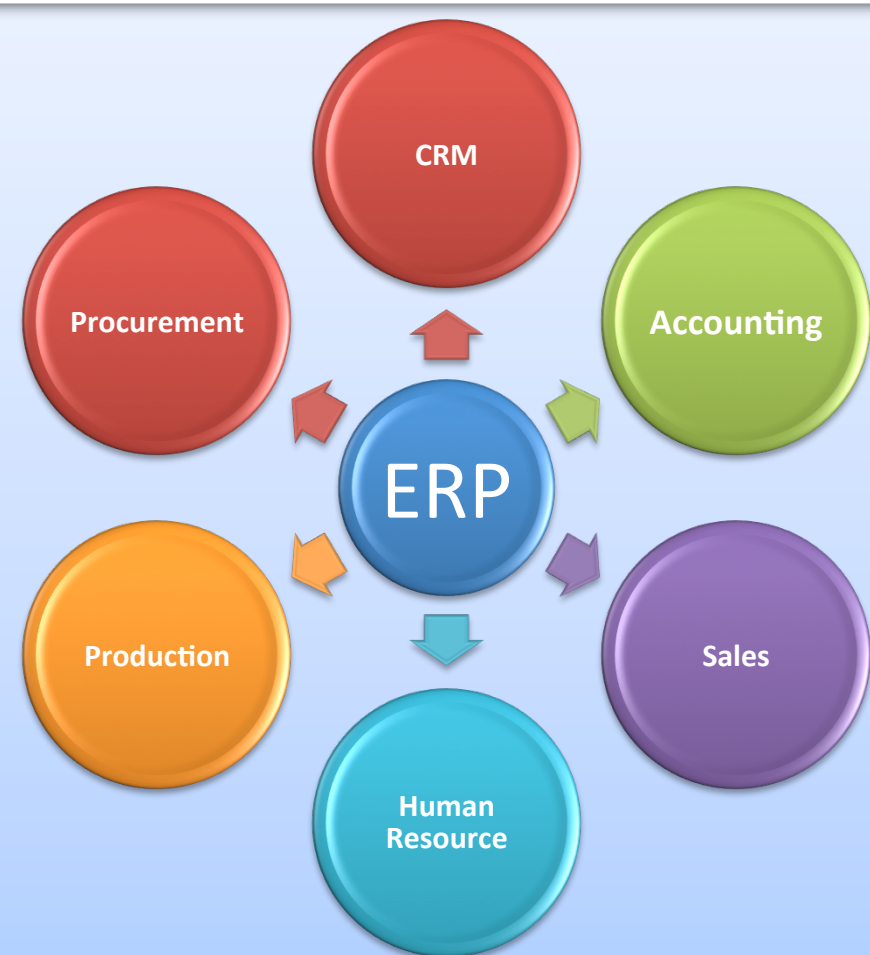 CRM
Procurement
Accounting
ERP
Production
Sales
Human
Resource